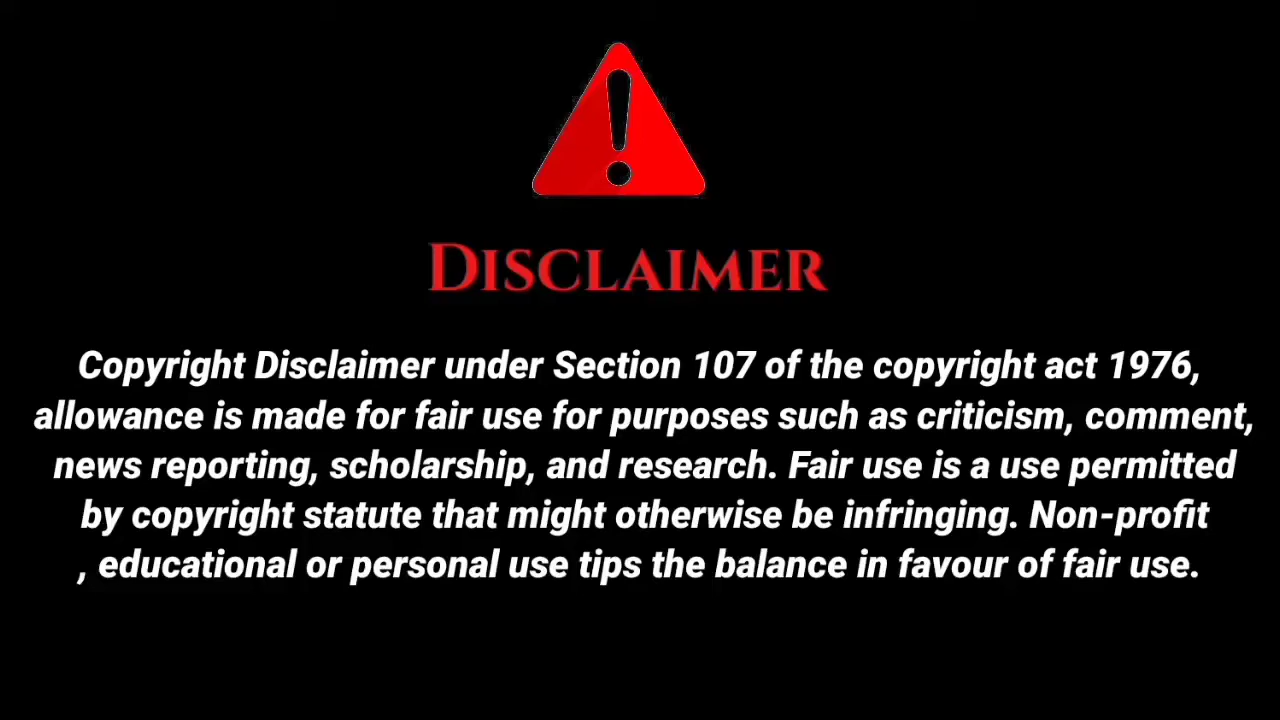 Disclaimer
Copyright Disclaimer under Section 107 of the copyright act 1976,
allowance is made for fair use for purposes such as criticism, comment,
news reporting, scholarship, and research. Fair use is a use permitted
by copyright statute that might otherwise be infringing. Non-profit
, educational or personal use tips the balance in favour of fair use.